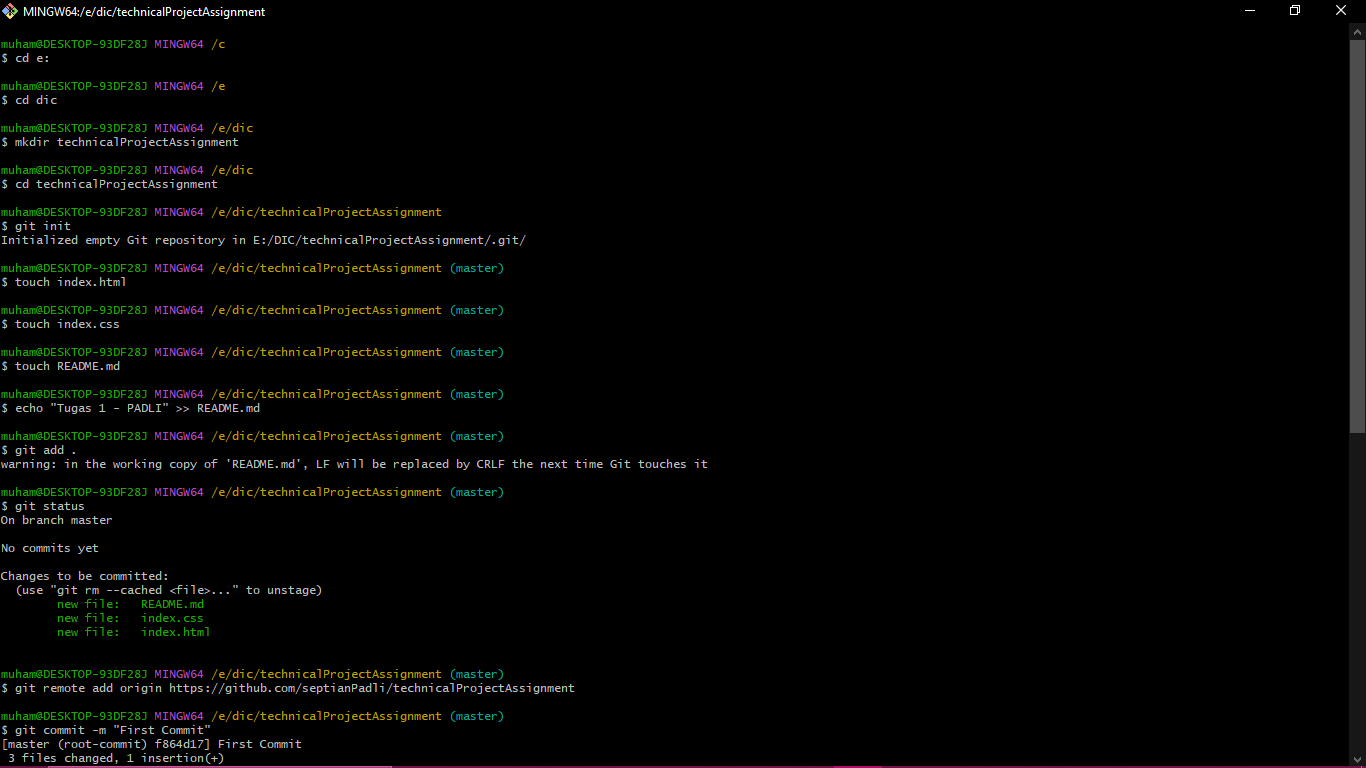 MINGW64:/e/dic/technicalProjectAssignment
muham@DESKTOP-93DF28J MINGW64 /c
$ cd e:
muham@DESKTOP-93DF28J MINGW64 /e
$ cd dic
muham@DESKTOP-93DF28J MINGW64 /e/dic
$ mkdir technicalProjectAssignment
muham@DESKTOP-93DF28J MINGW64 /e/dic
$ cd technicalProjectAssignment
muham@DESKTOP-93DF28J MINGW64 /e/dic/technicalProjectAssignment
$ git init
Initialized empty Git repository in E:/DIC/technicalProjectAssignment/.git/
muham@DESKTOP-93DF28J MINGW64 /e/dic/technicalProjectAssignment (master)
$ touch index.html
muham@DESKTOP-93DF28J MINGW64 /e/dic/technicalProjectAssignment (master)
$ touch index.css
muham@DESKTOP-93DF28J MINGW64 /e/dic/technicalProjectAssignment (master)
$ touch README.md
muham@DESKTOP-93DF28J MINGW64 /e/dic/technicalProjectAssignment (master)
$ echo "Tugas 1 - PADLI" >> README.md
muham@DESKTOP-93DF28J MINGW64 /e/dic/technicalProjectAssignment (master)
$ git add .
warning: in the working copy of 'README.md', LF will be replaced by CRLF the next time Git touches it
muham@DESKTOP-93DF28J MINGW64 /e/dic/technicalProjectAssignment (master)
$ git status
On branch master
No commits yet
Changes to be committed:
(use "git rm --cached <file>..." to unstage)
new file: README.md
new file: index.css
new file: index.html
muham@DESKTOP-93DF28J MINGW64 /e/dic/technicalProjectAssignment (master)
$ git remote add origin https://github.com/septianPadli/technicalProjectAssignment
muham@DESKTOP-93DF28J MINGW64 /e/dic/technicalProjectAssignment (master)
$ git commit -m "First Commit"
[master (root-commit) f864d17] First Commit
3 files changed, 1 insertion(+)